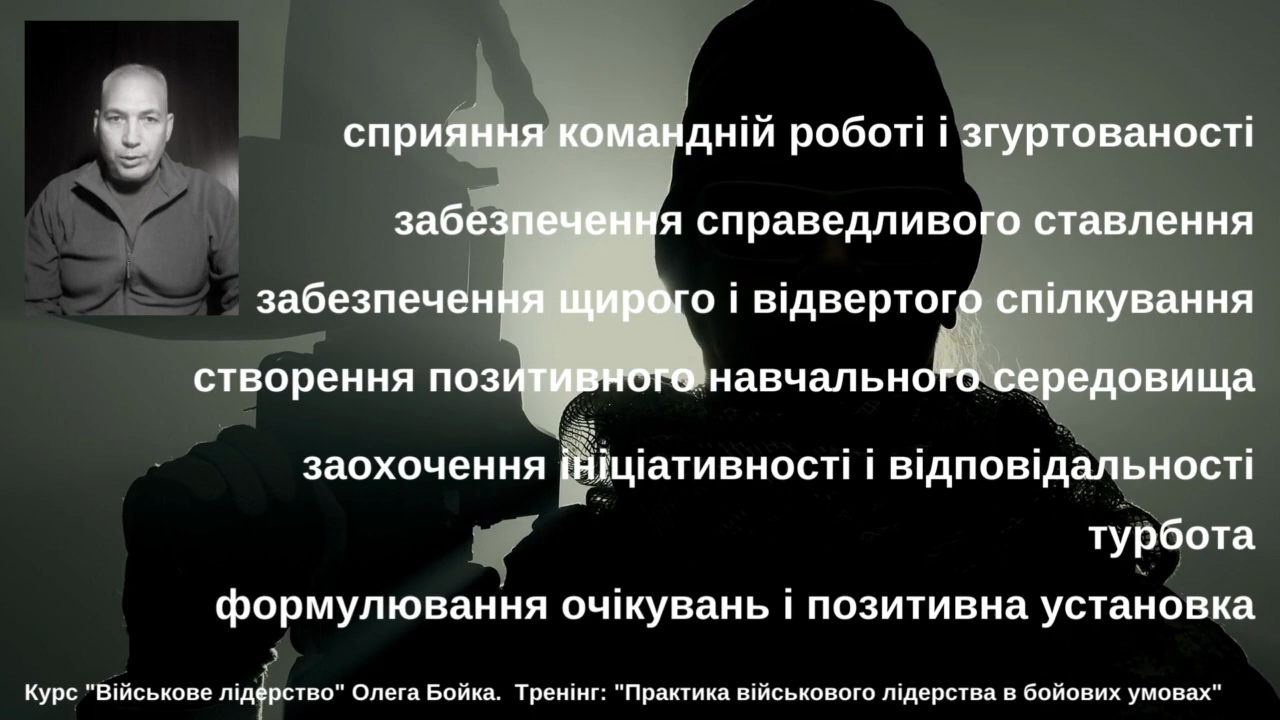 сприяння командній роботі і згуртованості
забезпечення справедливого ставлення
забезпечення щирого і відвертого спілкування
створення позитивного навчального середовища
заохочення ініціативності і відповідальності
турбота
формулювання очікувань і позитивна установка
Курс "Військове лідерство" Олега Бойка. Тренінг: "Практика військового лідерства в бойових умовах"